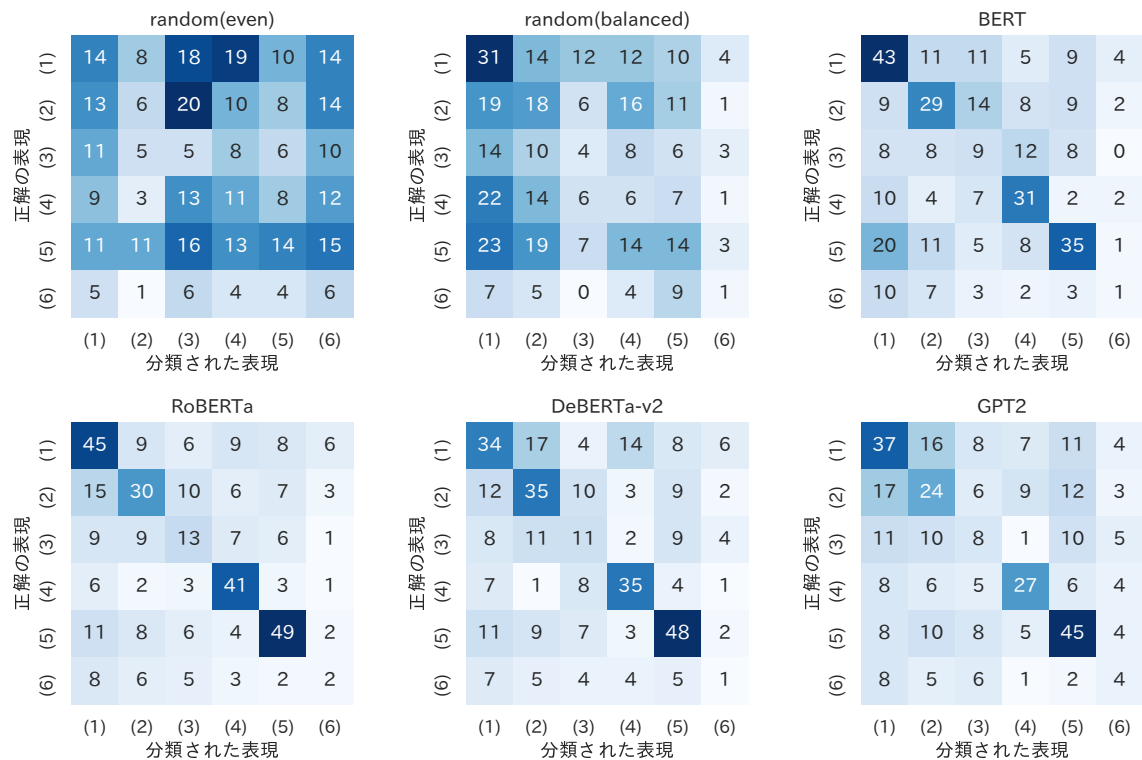 random(even)
(1) 14 8 18 19 10 14
(2) 13 6 20 10 8 14
(3) 11 5 5 8 6 10
(4) 9 3 13 11 8 12
(5) 11 11 16 13 14 15
(6) 5 1 6 4 4 6
(1) (2) (3) (4) (5) (6)
分類された表現
正解の表現
random(balanced)
(1) 31 14 12 12 10 4
(2) 19 18 6 16 11 1
(3) 14 10 4 8 6 3
(4) 22 14 6 6 7 1
(5) 23 19 7 14 14 3
(6) 7 5 0 4 9 1
(1) (2) (3) (4) (5) (6)
分類された表現
正解の表現
BERT
(1) 43 11 11 5 9 4
(2) 9 29 14 8 9 2
(3) 8 8 9 12 8 0
(4) 10 4 7 31 2 2
(5) 20 11 5 8 35 1
(6) 10 7 3 2 3 1
(1) (2) (3) (4) (5) (6)
分類された表現
正解の表現
RoBERTa
(1) 45 9 6 9 8 6
(2) 15 30 10 6 7 3
(3) 9 9 13 7 6 1
(4) 6 2 3 41 3 1
(5) 11 8 6 4 49 2
(6) 8 6 5 3 2 2
(1) (2) (3) (4) (5) (6)
分類された表現
正解の表現
DeBERTa-v2
(1) 34 17 4 14 8 6
(2) 12 35 10 3 9 2
(3) 8 11 11 2 9 4
(4) 7 1 8 35 4 1
(5) 11 9 7 3 48 2
(6) 7 5 4 4 5 1
(1) (2) (3) (4) (5) (6)
分類された表現
正解の表現
GPT2
(1) 37 16 8 7 11 4
(2) 17 24 6 9 12 3
(3) 11 10 8 1 10 5
(4) 8 6 5 27 6 4
(5) 8 10 8 5 45 4
(6) 8 5 6 1 2 4
(1) (2) (3) (4) (5) (6)
分類された表現
正解の表現